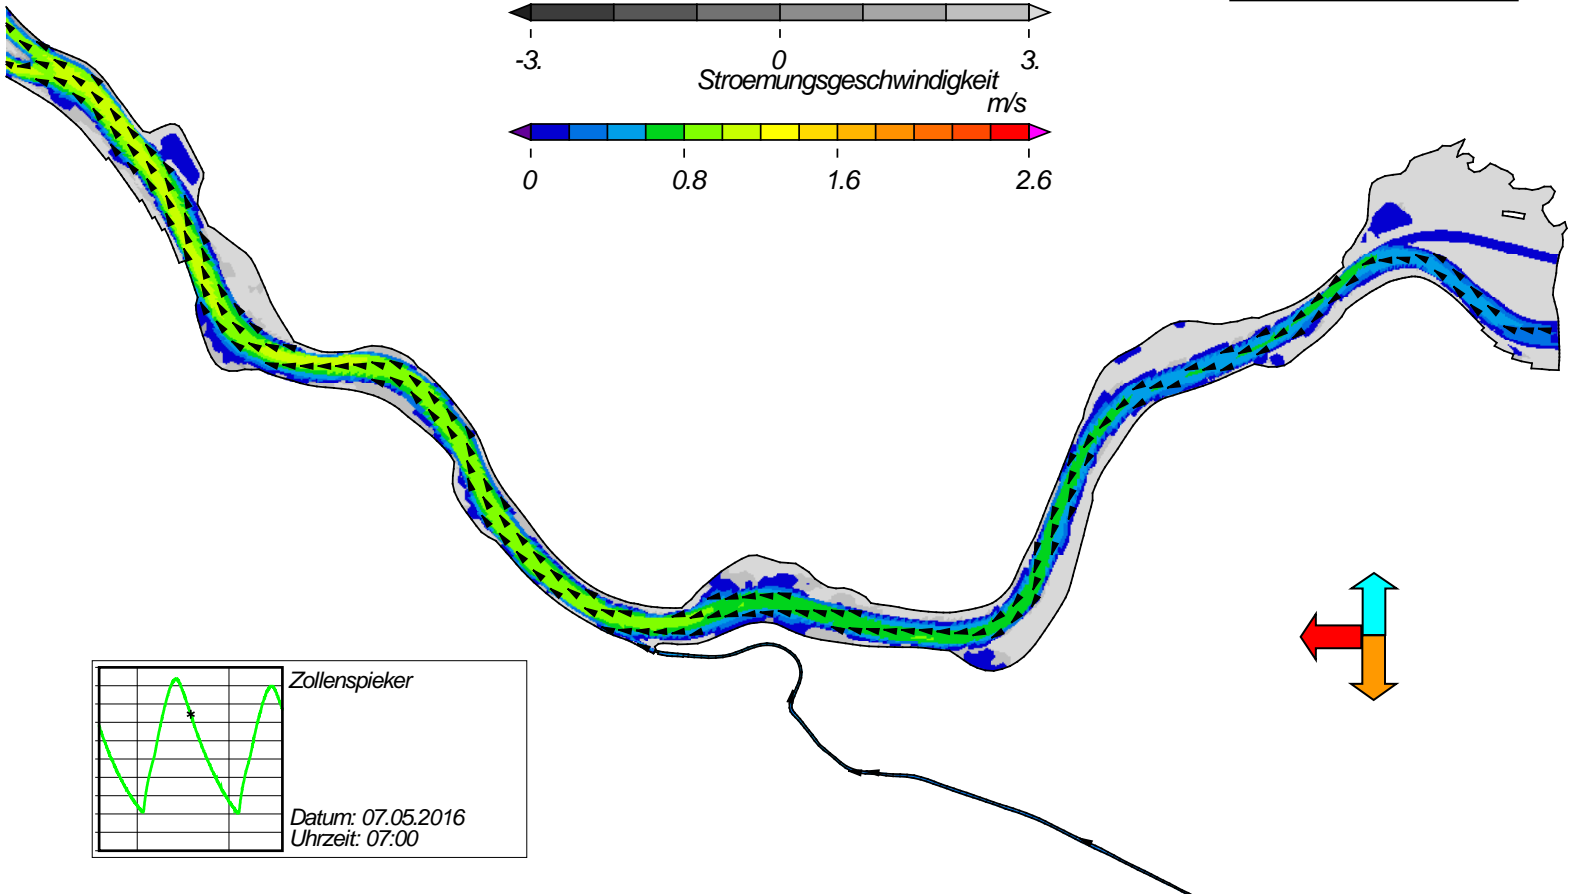 -3. 0 3.
Stroemungsgeschwindigkeit
m/s
0 0.8 1.6 2.6
Zollenspieker
Datum: 07.05.2016
Uhrzeit: 07:00